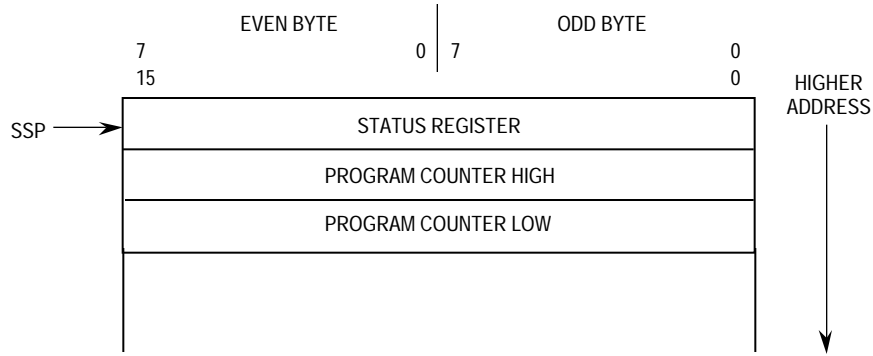 EVEN BYTE ODD BYTE
7 0 7 0
15 0
HIGHER
ADDRESS
SSP STATUS REGISTER
PROGRAM COUNTER HIGH
PROGRAM COUNTER LOW